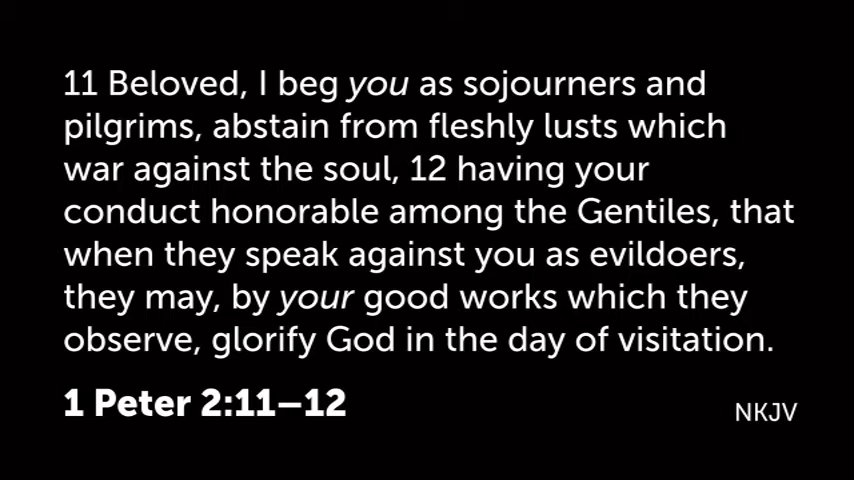 11 Beloved, I beg you as sojourners and
pilgrims, abstain from fleshly lusts which
war against the soul, 12 having your
conduct honorable among the Gentiles, that
when they speak against you as evildoers,
they may, by your good works which they
observe, glorify God in the day of visitation.
1 Peter 2:11–12
NKJV